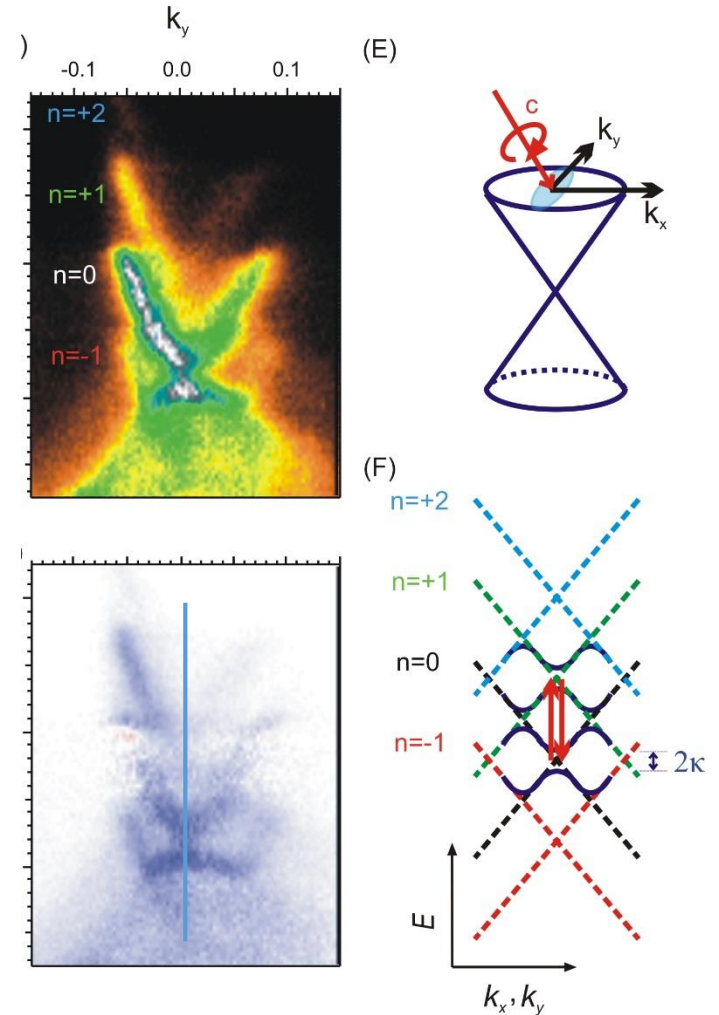 k_y
)
-0.1 0.0 0.1
n=+2
n=+1
n=0
n=-1
(E)
c
k_y
k_x
(F)
n=+2
n=+1
n=0
n=-1
2κ
E
k_x, k_y